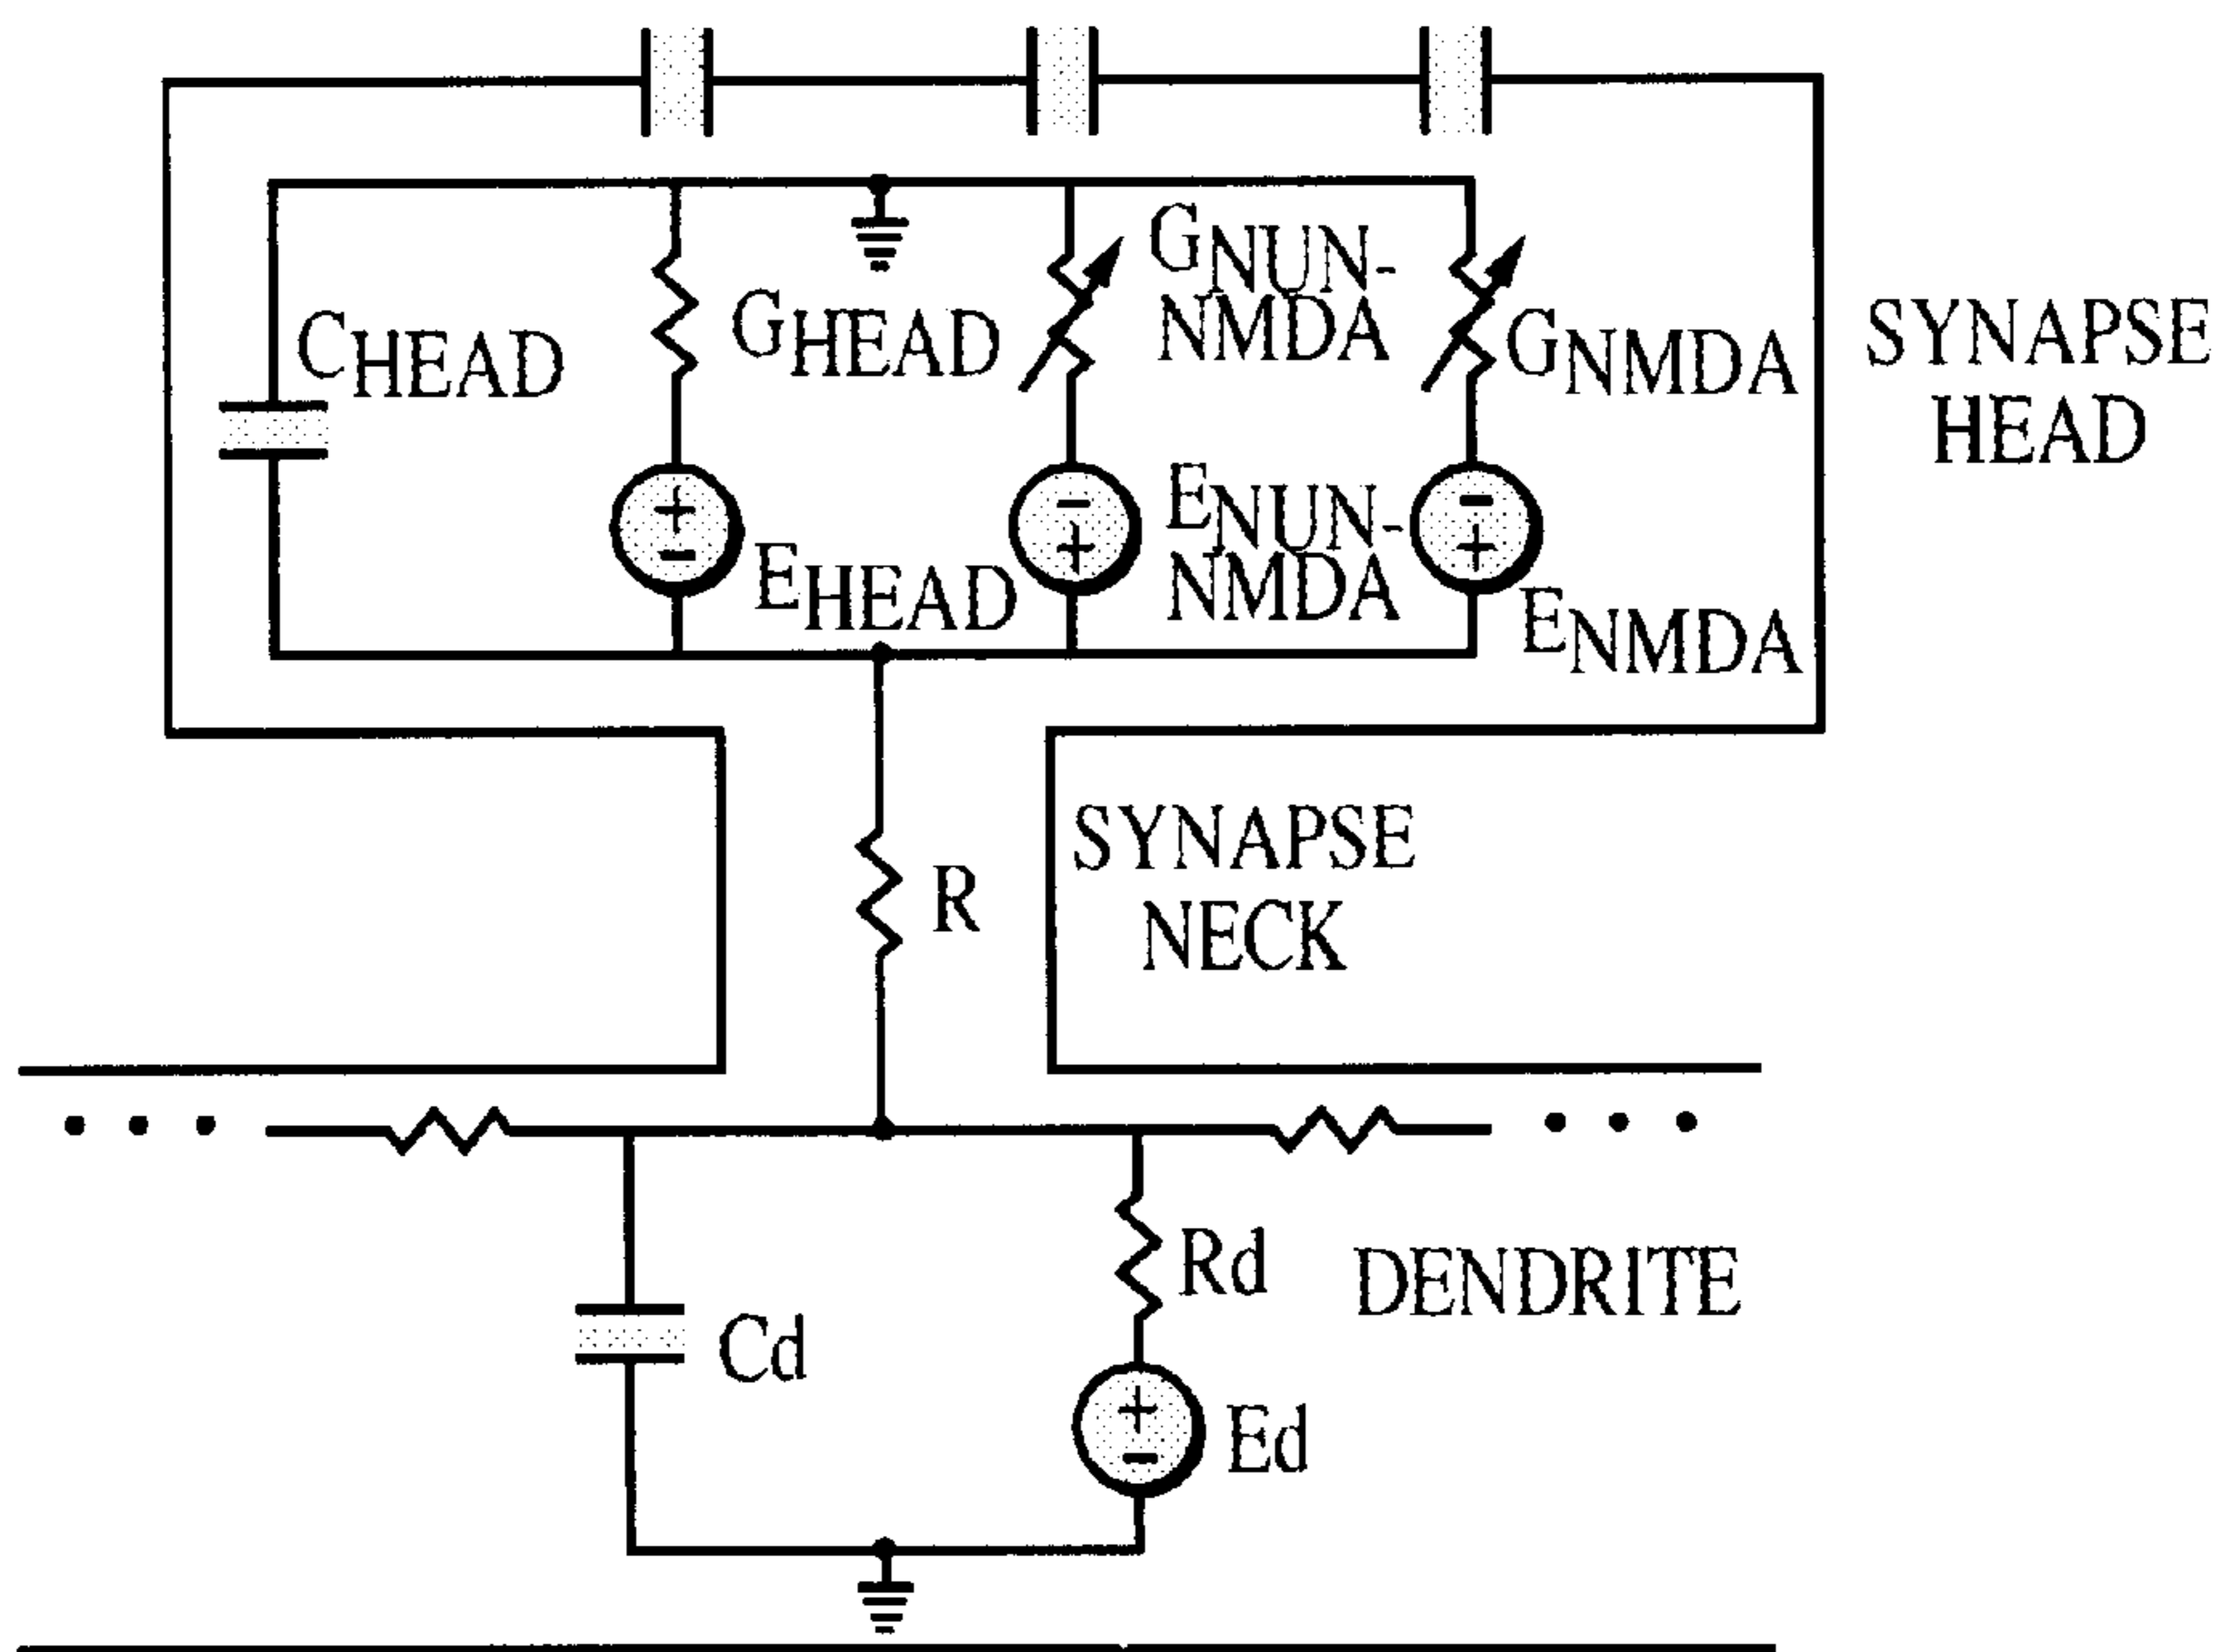 CHEAD
GHEAD
GNUN-
NMDA
GNMDA
SYNAPSE
HEAD
EHEAD
ENUN-
NMDA
ENMDA
R
SYNAPSE
NECK
Rd
DENDRITE
Cd
Ed